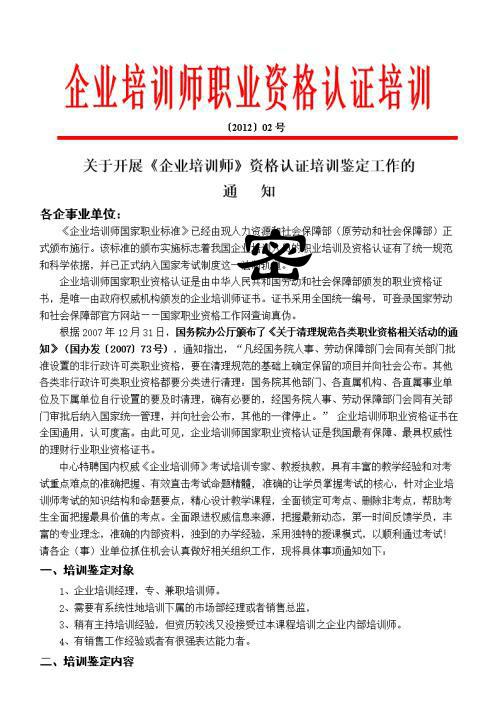 企业培训师职业资格认证培训
〔2012〕02 号
关于开展《企业培训师》资格认证培训鉴定工作的
通 知
各企事业单位：
《企业培训师国家职业标准》已经由现人力资源和社会保障部（原劳动和社会保障部）正
式颁布施行。该标准的颁布实施标志着我国企业 职业培训及资格认证有了统一规范
和科学依据，并已正式纳入国家考试制度这一
密
企业培训师国家职业资格认证是由中华人民共和国劳动和社会保障部颁发的职业资格证
书，是唯一由政府权威机构颁发的企业培训师证书。证书采用全国统一编号，可登录国家劳动
和社会保障部官方网站——国家职业资格工作网查询真伪。
根据 2007 年 12 月 31 日，国务院办公厅颁布了《关于清理规范各类职业资格相关活动的通
知》（国办发〔2007〕73 号），通知指出，“凡经国务院人事、劳动保障部门会同有关部门批
准设置的非行政许可类职业资格，要在清理规范的基础上确定保留的项目并向社会公布。其他
各类非行政许可类职业资格都要分类进行清理：国务院其他部门、各直属机构、各直属事业单
位及下属单自行设置的要及时清理，确有必要的，经国务院人事、劳动保障部门会同有关部
门审批后纳入国家统一管理，并向社会公布，其他的一律停止。” 企业培训师职业资格证书在
全国通用，认可度高。由此可见，企业培训师国家职业资格认证是我国最有保障、最具权威性
的理财行业职业资格证书。
中心特聘国内权威《企业培训师》考试培训专家、教授执教，具有丰富的教学经验和对考
试重点难点的准确把握、有效直击考试命题精髓，准确的让学员掌握考试的核心，针对企业培
训师考试的知识结构和命题要点，精心设计教学课程，全面锁定可考点、删除非考点，帮助考
生全面把握最具价值的考点。全面跟进权威信息来源，把握最新动态，第一时间反馈学员，丰
富的专业理念，准确的内部资料，独到的办学经验，采用独特的授课模式，以顺利通过考试！
请各企（事）业单位抓住机会认真做好相关组织工作，现将具体事项通知如下：
一、培训鉴定对象
1、企业培训经理，专、兼职培训师。
2、需要有系统性地培训下属的市场部经理或者销售总监。
3、稍有主持培训经验，但资历较浅又没接受过本课程培训之企业内部培训师。
4、有销售工作经验或者有很强表达能力者。
二、培训鉴定内容